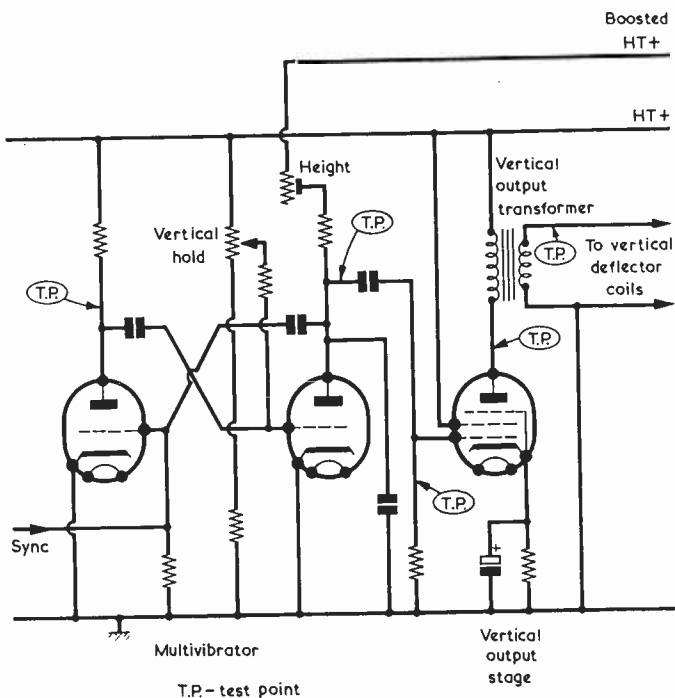 Boosted
HT+
HT+
Height
Vertical
output
transformer
T.P.
Vertical
hold
T.P.
To vertical
deflector
coils
T.P.
T.P.
T.P.
+
Sync
Multivibrator
Vertical
output
stage
T.P.- test point